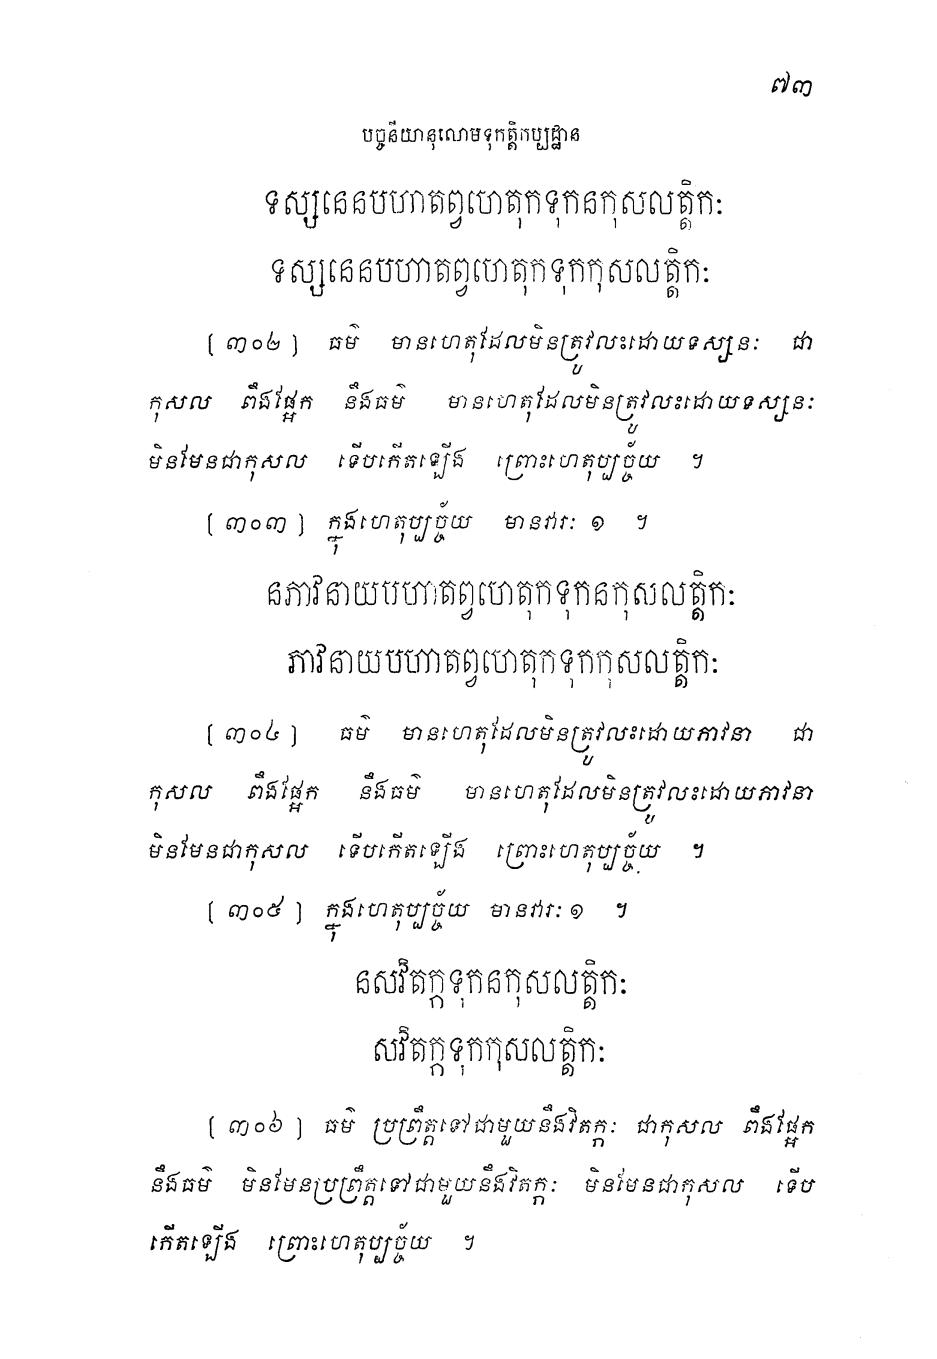 ៧៣
បច្ចនីយានុលោមទុកត្តិកប្បដ្ឋាន
ទស្សនេនបហាតព្វហេតុកទុកនកុសលត្តិកៈ
ទស្សនេនបហាតព្វហេតុកទុកកុសលត្តិកៈ
[ ៣០២ ] ធម៌ មានហេតុដែលមិនត្រូវលះដោយទស្សនៈ ជា
កុសល ពឹងផ្អែក នឹងធម៌ មានហេតុដែលមិនត្រូវលះដោយទស្សនៈ
មិនមែនជាកុសល ទើបកើតឡើង ព្រោះហេតុប្បច្ច័យ ។
[ ៣០៣ ] ក្នុងហេតុប្បច្ច័យ មានវារៈ ១ ។
នភាវនាយបហាតព្វហេតុកទុកនកុសលត្តិកៈ
ភាវនាយបហាតព្វហេតុកទុកកុសលត្តិកៈ
[ ៣០៤ ] ធម៌ មានហេតុដែលមិនត្រូវលះដោយភាវនា ជា
កុសល ពឹងផ្អែក នឹងធម៌ មានហេតុដែលមិនត្រូវលះដោយភាវនា
មិនមែនជាកុសល ទើបកើតឡើង ព្រោះហេតុប្បច្ច័យ ។
[ ៣០៥ ] ក្នុងហេតុប្បច្ច័យ មានវារៈ ១ ។
នសវិតក្កទុកនកុសលត្តិកៈ
សវិតក្កទុកកុសលត្តិកៈ
[ ៣០៦ ] ធម៌ ប្រព្រឹត្តទៅជាមួយនឹងវិតក្កៈ ជាកុសល ពឹងផ្អែក
នឹងធម៌ មិនមែនប្រព្រឹត្តទៅជាមួយនឹងវិតក្កៈ មិនមែនជាកុសល ទើប
កើតឡើង ព្រោះហេតុប្បច្ច័យ ។